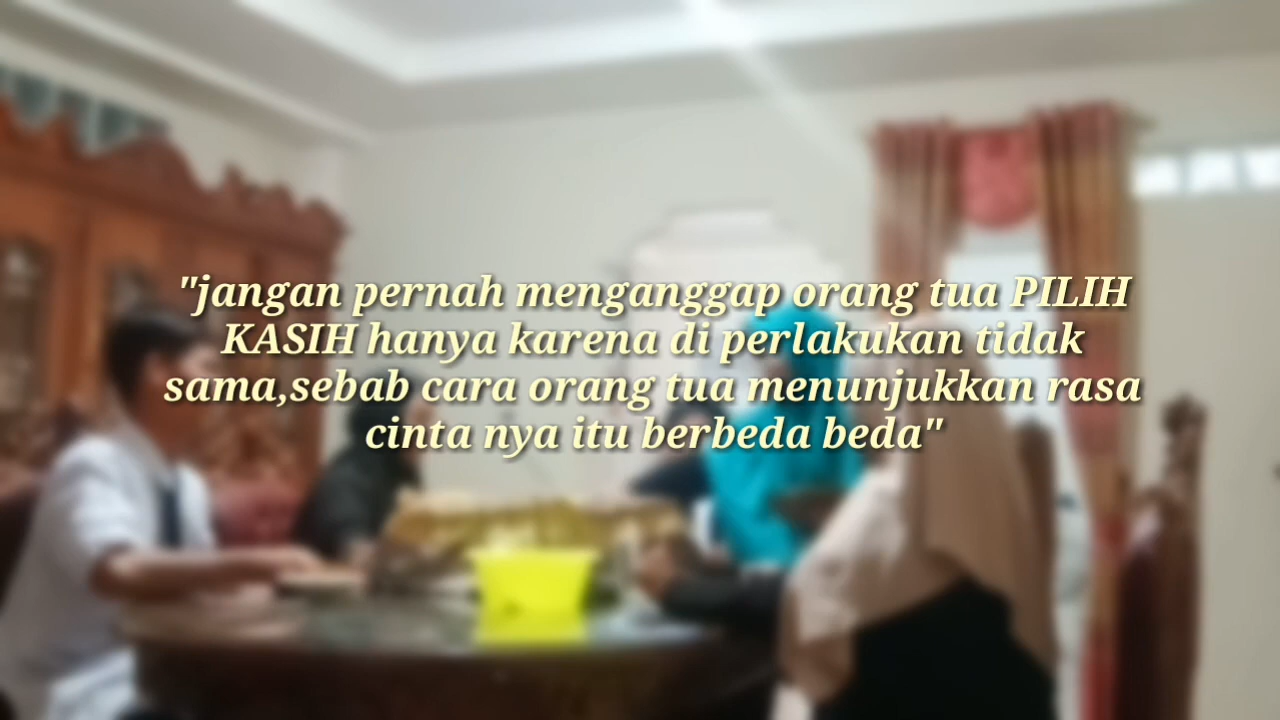 "jangan pernah menganggap orang tua PILIH
KASIH hanya karena di perlakukan tidak
sama,sebab cara orang tua menunjukkan rasa
cinta nya itu berbeda beda"